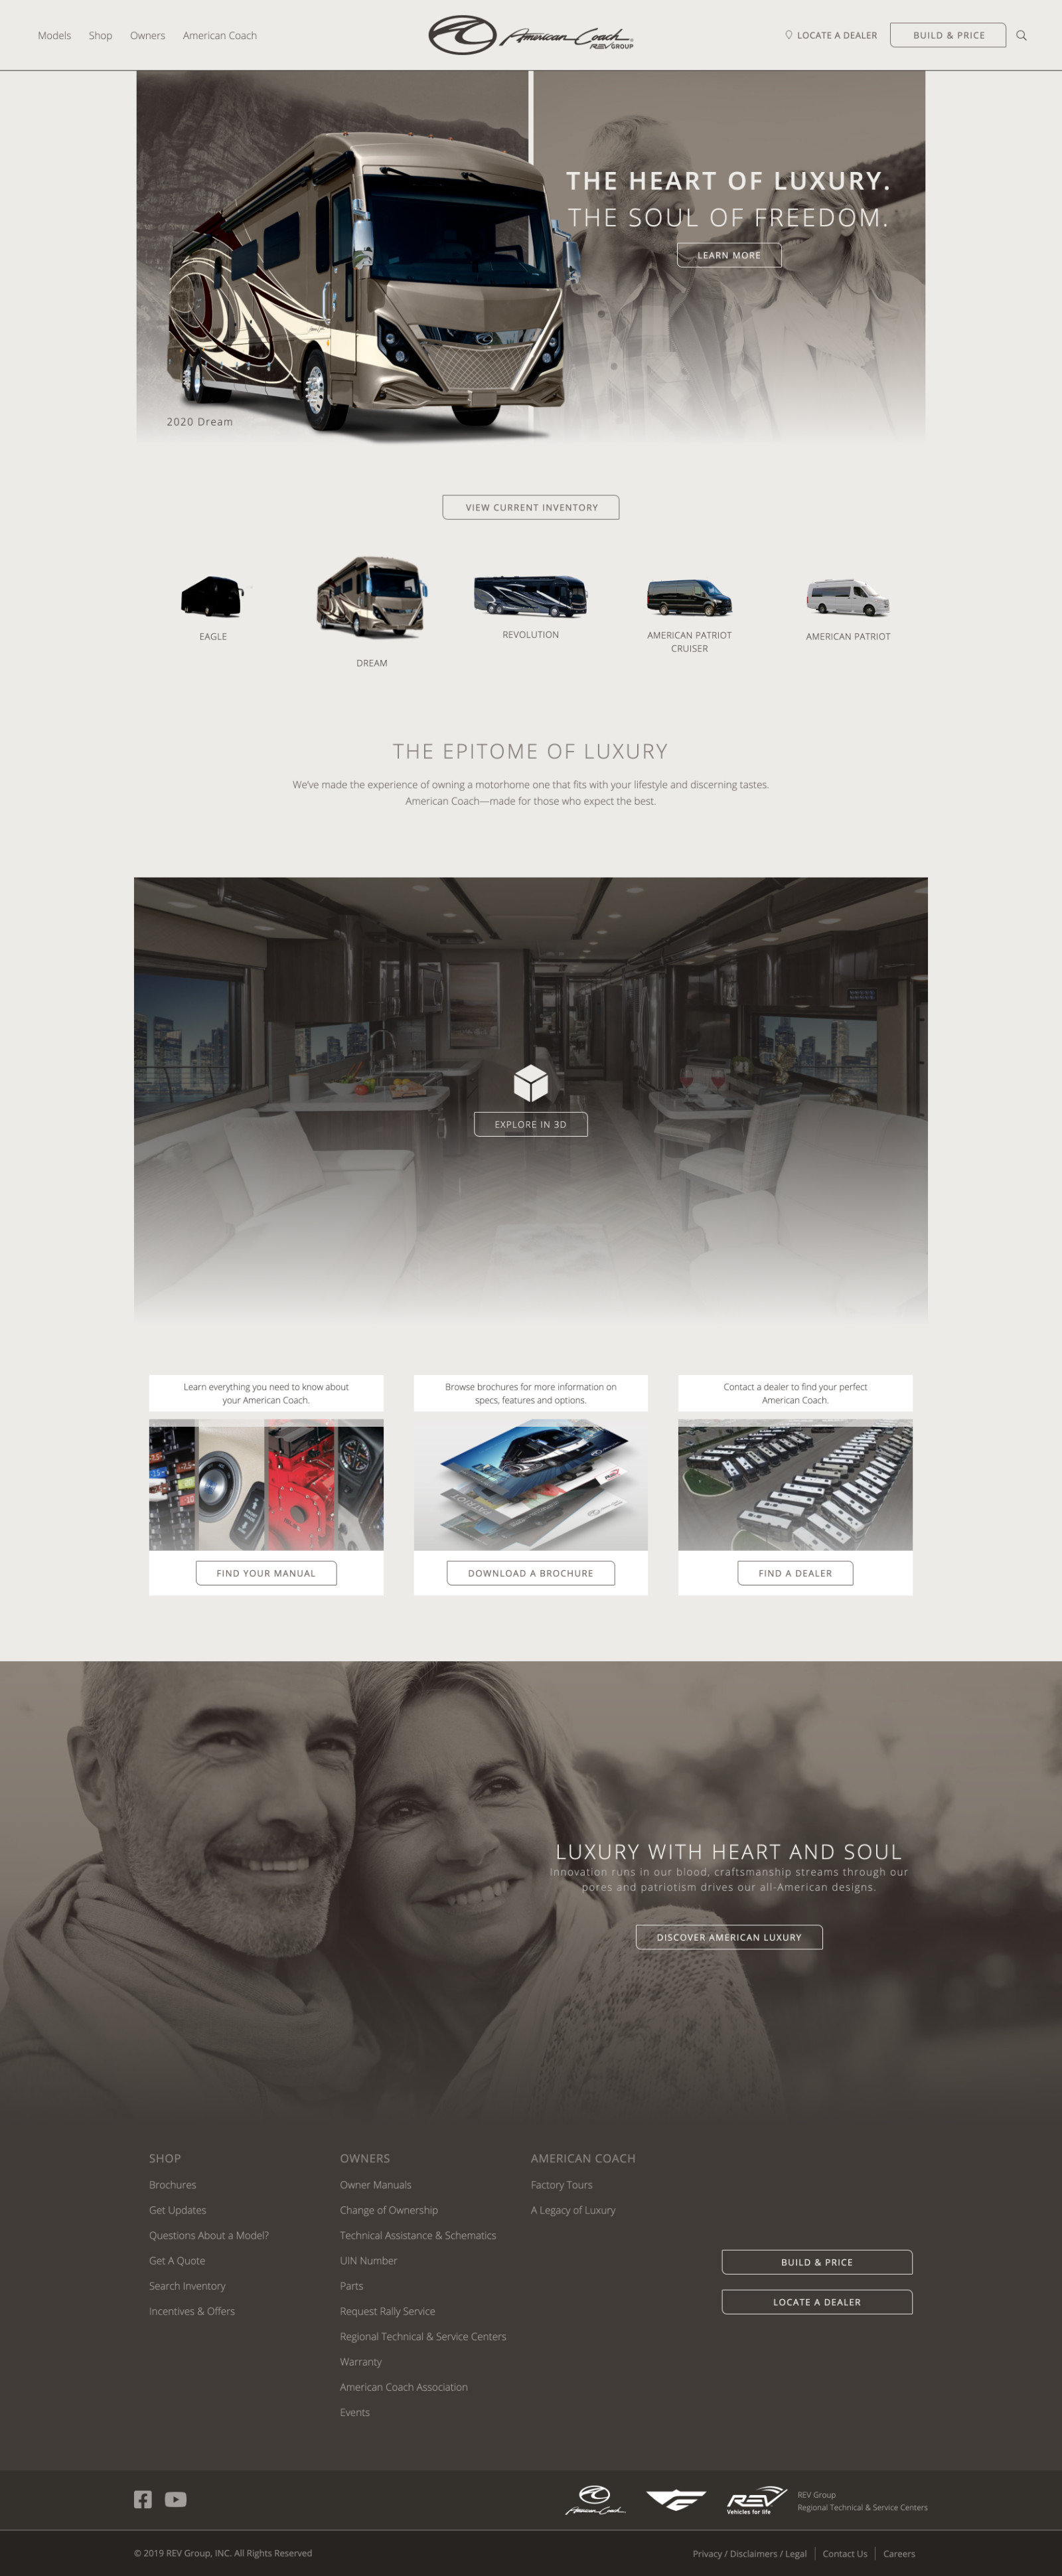 Models
Shop
Owners
American Coach
American Coach
REV GROUP
LOCATE A DEALER
BUILD & PRICE
THE HEART OF LUXURY.
THE SOUL OF FREEDOM.
LEARN MORE
2020 Dream
VIEW CURRENT INVENTORY
EAGLE
DREAM
REVOLUTION
AMERICAN PATRIOT
CRUISER
AMERICAN PATRIOT
THE EPITOME OF LUXURY
We've made the experience of owning a motorhome one that fits with your lifestyle and discerning tastes.
American Coach—made for those who expect the best.
EXPLORE IN 3D
Learn everything you need to know about
your American Coach.
FIND YOUR MANUAL
Browse brochures for more information on
specs, features and options.
DOWNLOAD A BROCHURE
Contact a dealer to find your perfect
American Coach.
FIND A DEALER
LUXURY WITH HEART AND SOUL
Innovation runs in our blood, craftsmanship streams through our
pores and patriotism drives our all-American designs.
DISCOVER AMERICAN LUXURY
SHOP
Brochures
Get Updates
Questions About a Model?
Get A Quote
Search Inventory
Incentives & Offers
OWNERS
Owner Manuals
Change of Ownership
Technical Assistance & Schematics
UIN Number
Parts
Request Rally Service
Regional Technical & Service Centers
Warranty
American Coach Association
Events
AMERICAN COACH
Factory Tours
A Legacy of Luxury
BUILD & PRICE
LOCATE A DEALER
American Coach
REV
Vehicles for life
REV Group
Regional Technical & Service Centers
© 2019 REV Group, INC. All Rights Reserved
Privacy / Disclaimers / Legal
Contact Us
Careers